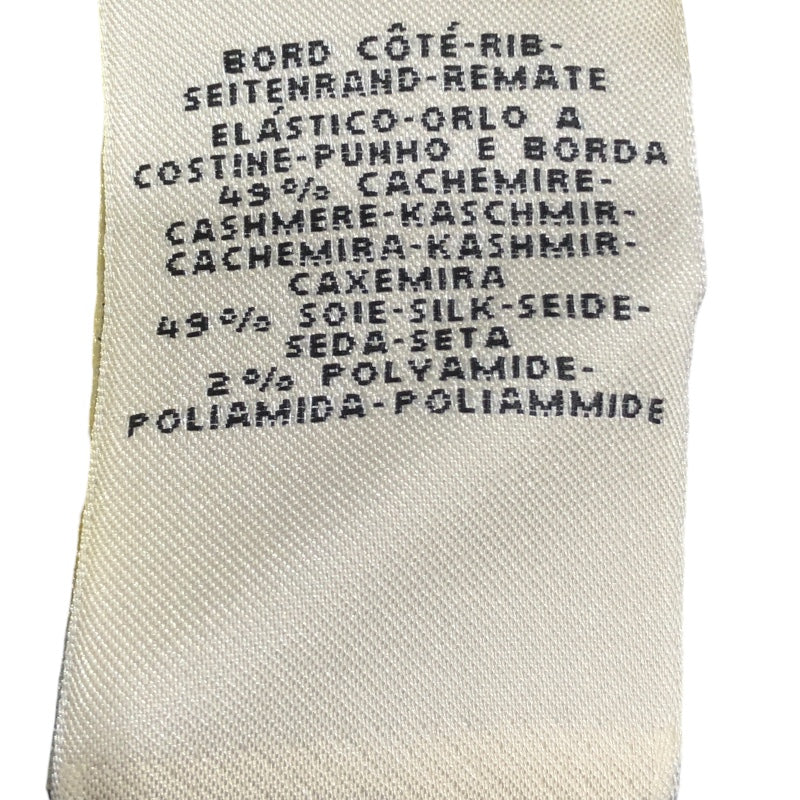 BORD CÔTÉ-RIB-
SEITENRAND-REMATE
ELÁSTICO-ORLO A
COSTINE-PUNHO E BORDA
49% CACHEMIRE-
CASHMERE-KASCHMIR-
CACHEMIRA-KASHMIR-
CAXEMIRA
49% SOIE-SILK-SEIDE-
SEDA-SETA
2% POLYAMIDE-
POLIAMIDA-POLIAMMIDE